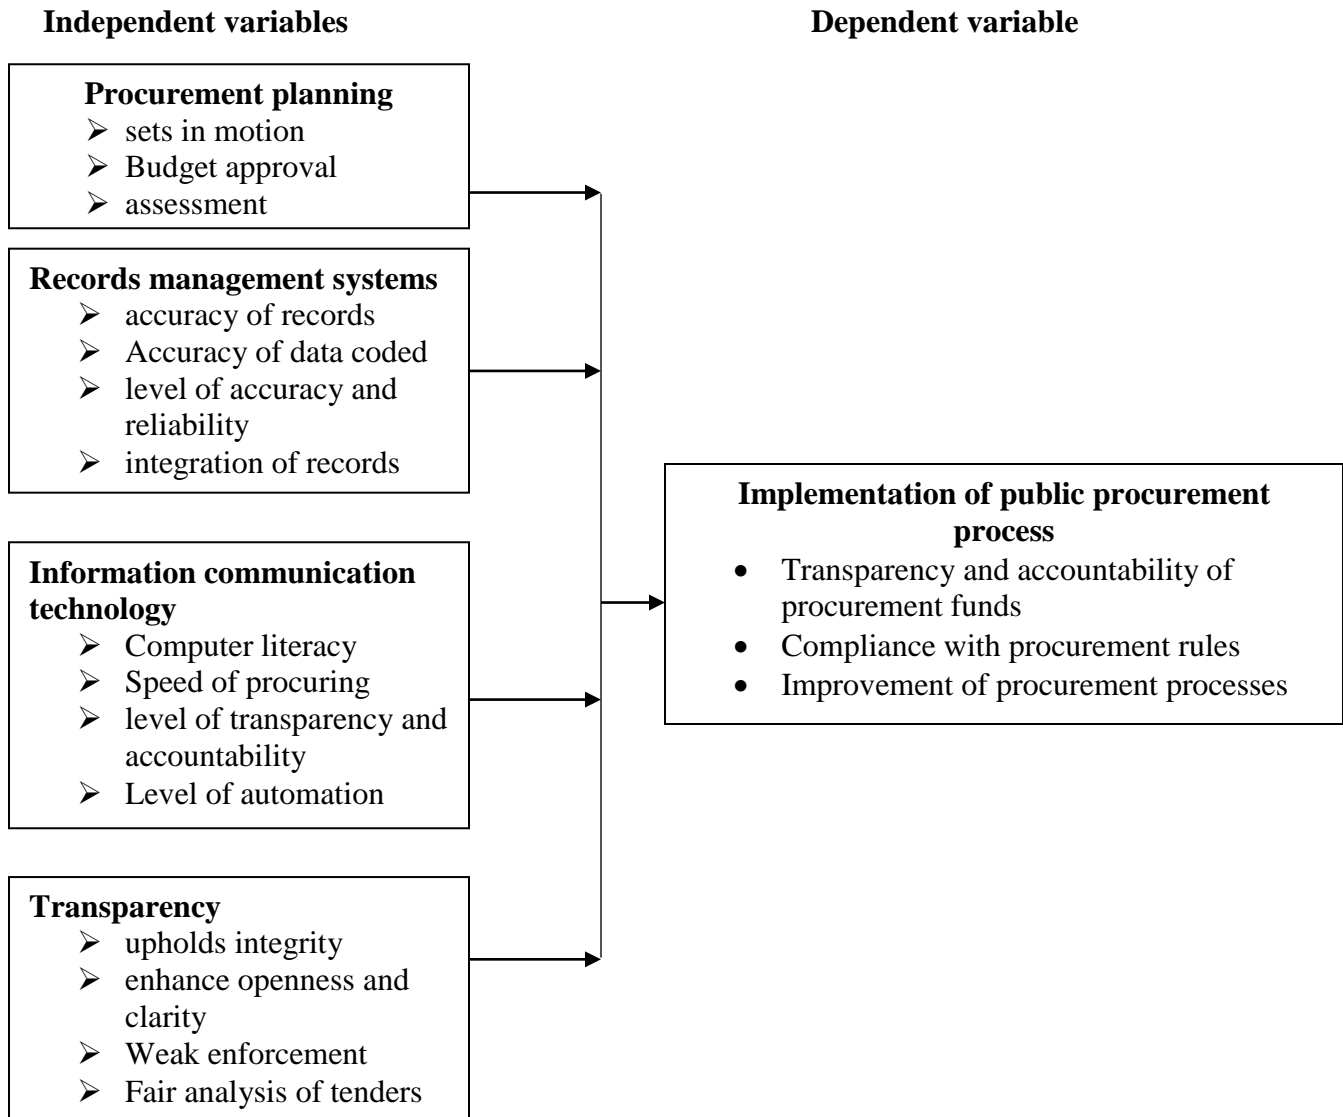 Independent variables
Dependent variable
Procurement planning
➢ sets in motion
➢ Budget approval
➢ assessment
Records management systems
➢ accuracy of records
➢ Accuracy of data coded
➢ level of accuracy and
reliability
➢ integration of records
Information communication
technology
➢ Computer literacy
➢ Speed of procuring
➢ level of transparency and
accountability
➢ Level of automation
Transparency
➢ upholds integrity
➢ enhance openness and
clarity
➢ Weak enforcement
➢ Fair analysis of tenders
Implementation of public procurement
process
• Transparency and accountability of
procurement funds
• Compliance with procurement rules
• Improvement of procurement processes